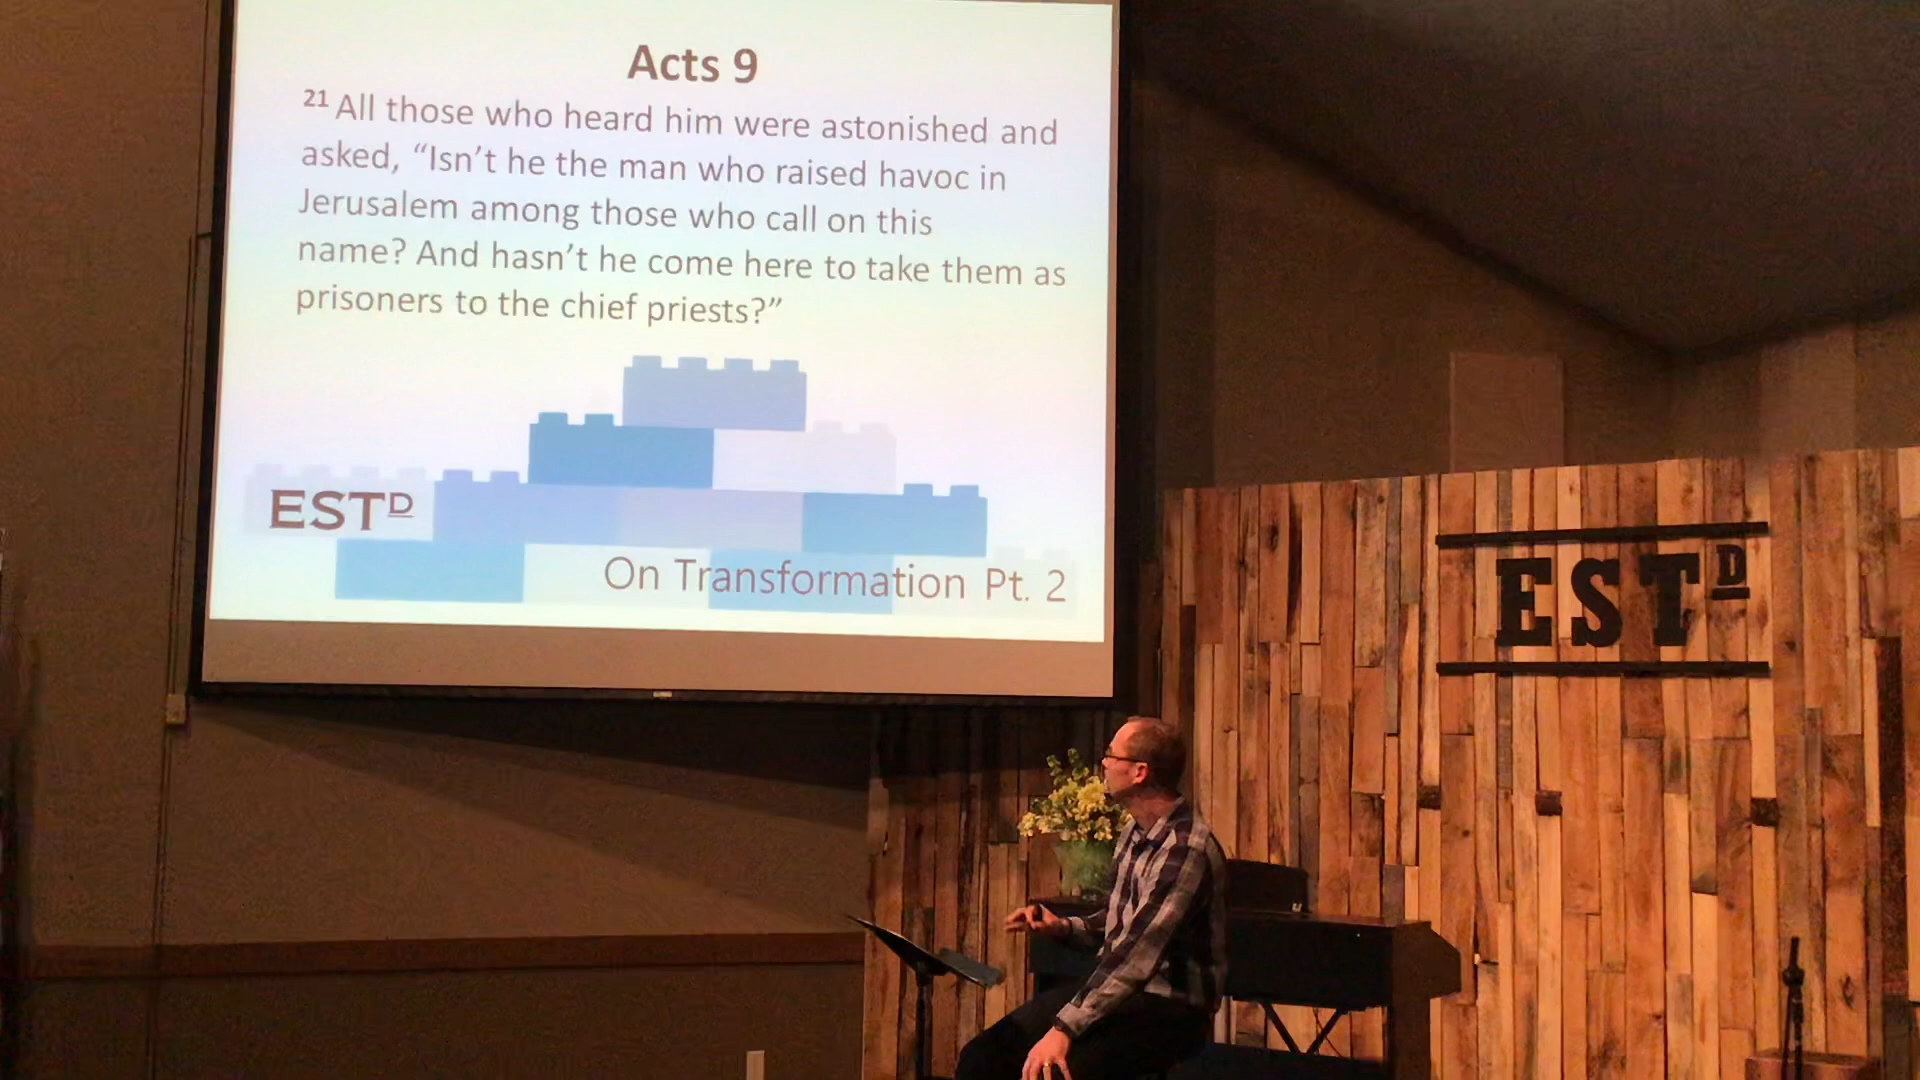 Acts 9
21 All those who heard him were astonished and
asked, “Isn’t he the man who raised havoc in
Jerusalem among those who call on this
name? And hasn’t he come here to take them as
prisoners to the chief priests?”
ESTD
On Transformation Pt. 2
ESTD